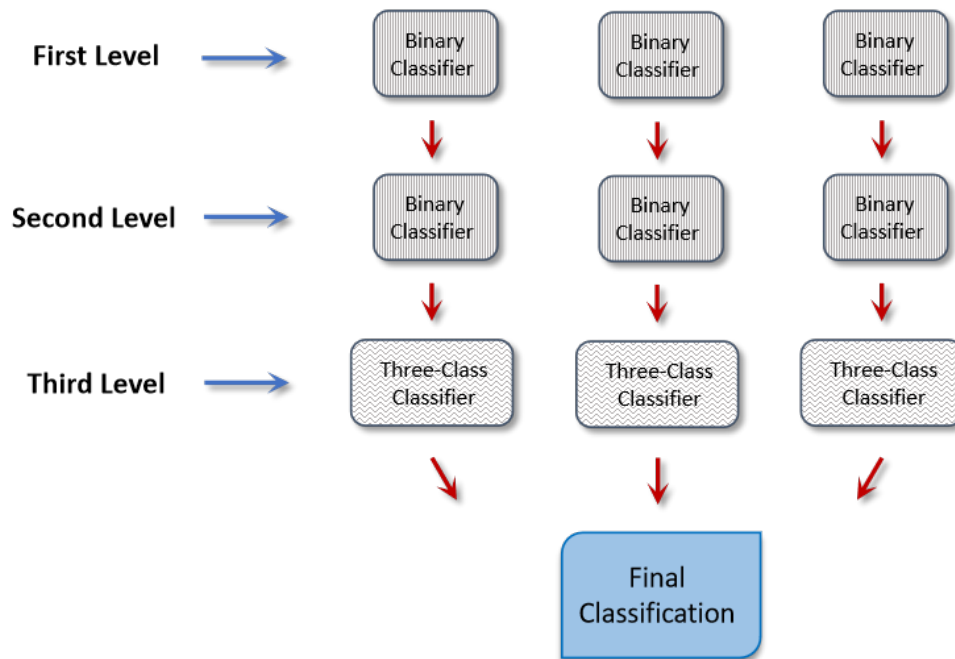 First Level
Binary
Classifier
Binary
Classifier
Binary
Classifier
Second Level
Binary
Classifier
Binary
Classifier
Binary
Classifier
Third Level
Three-Class
Classifier
Three-Class
Classifier
Three-Class
Classifier
Final
Classification